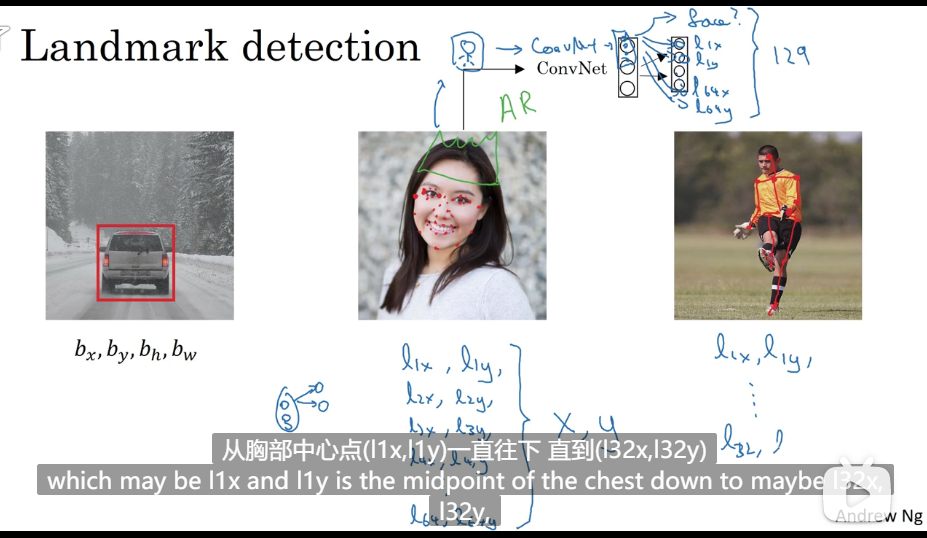 Landmark detection
ConvNet
ConvNet
face?
l1x
l1y
l64x
l64y
129
AR
bx, by, bh, bw
l1x, l1y,
l2x, l2y,
l3x, l3y,
x, y
l1x, l1y,
⋮
l32,
从胸部中心点(l1x,l1y)一直往下 直到(l32x,l32y)
which may be l1x and l1y is the midpoint of the chest down to maybe l32x,
l32y,
Andrew Ng